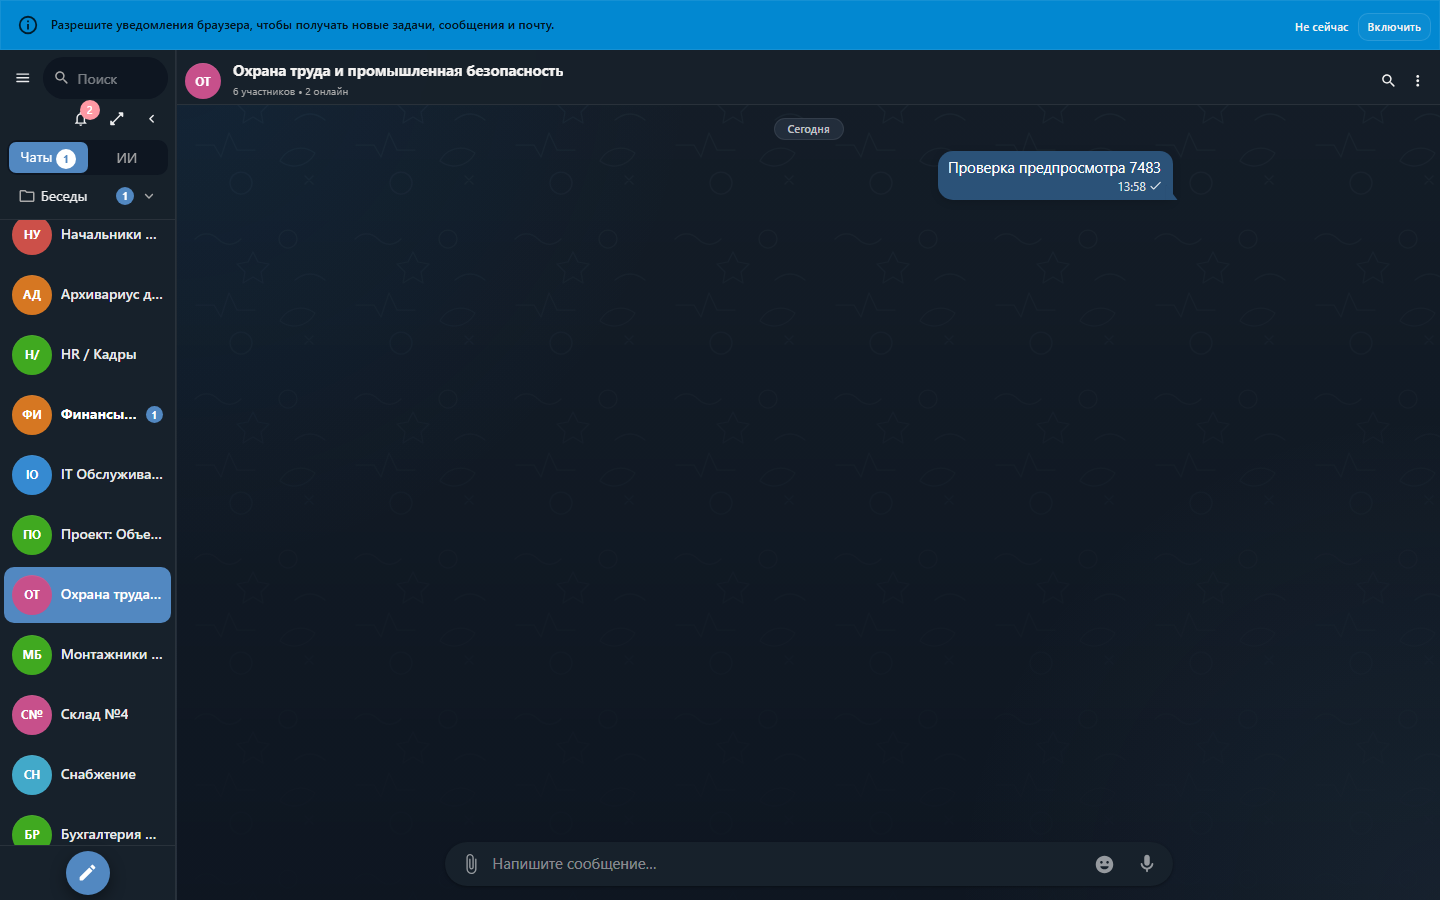 Разрешите уведомления браузера, чтобы получать новые задачи, сообщения и почту.
Не сейчас
Включить
Поиск
2
Чаты 1
ИИ
Беседы 1
НУ Начальники ...
АД Архивариус д...
H/ HR / Кадры
ФИ Финансы... 1
IO IT Обслужива...
ПО Проект: Объе...
ОТ Охрана труда...
МБ Монтажники ...
С№ Склад №4
СН Снабжение
БР Бухгалтерия ...
ОТ
Охрана труда и промышленная безопасность
6 участников • 2 онлайн
Сегодня
Проверка предпросмотра 7483
13:58
Напишите сообщение...